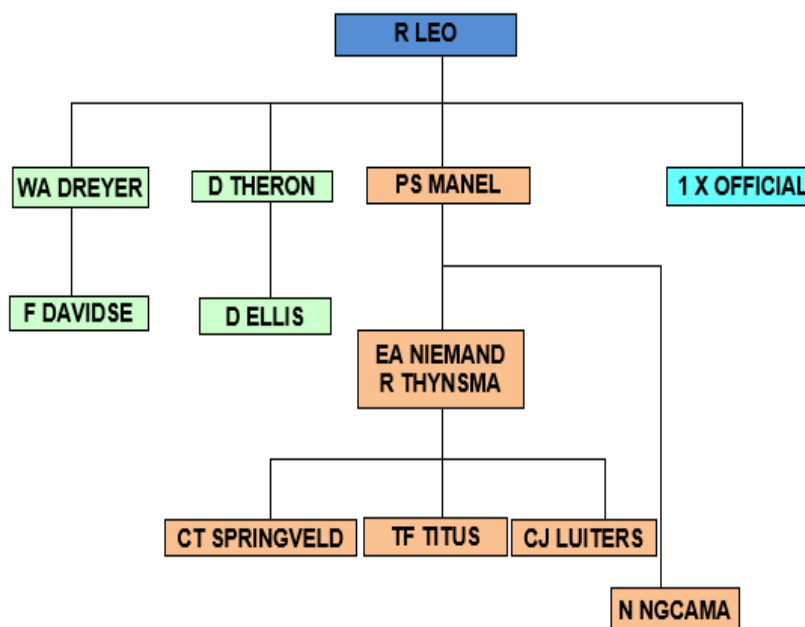 R LEO
WA DREYER
D THERON
PS MANEL
1 X OFFICIAL
F DAVIDSE
D ELLIS
EA NIEMAND
R THYNSMA
CT SPRINGVELD
TF TITUS
CJ LUITERS
N NGCAMA